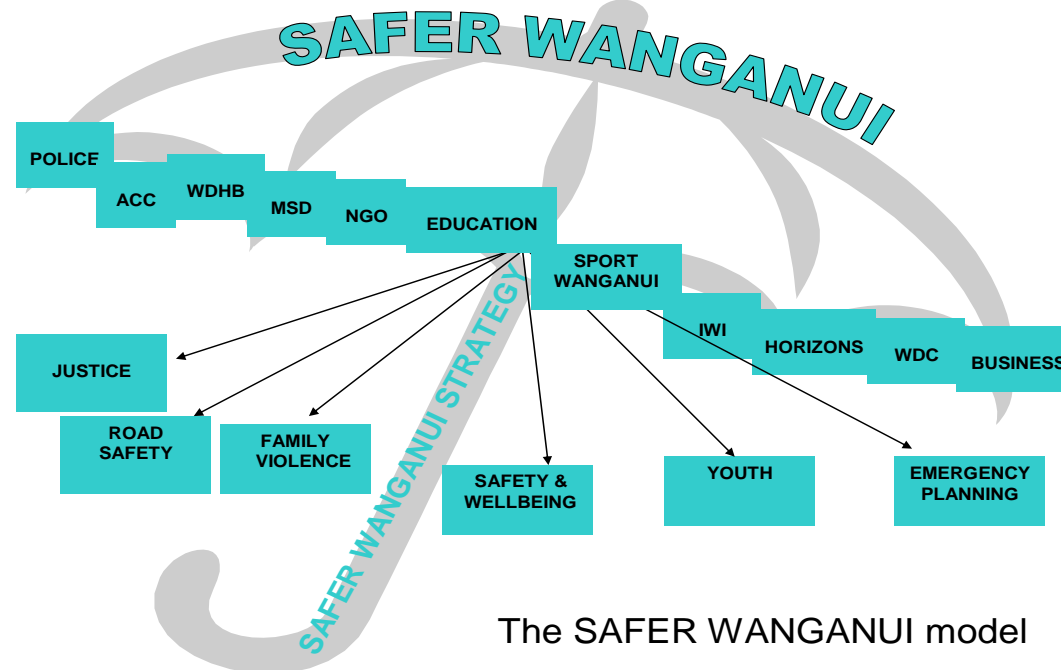 SAFER WANGANUI
POLICE
ACC
WDHB
MSD
NGO
EDUCATION
SPORT
WANGANUI
IWI
HORIZONS
WDC
BUSINESS
SAFER WANGANUI STRATEGY
JUSTICE
ROAD
SAFETY
FAMILY
VIOLENCE
SAFETY &
WELLBEING
YOUTH
EMERGENCY
PLANNING
The SAFER WANGANUI model